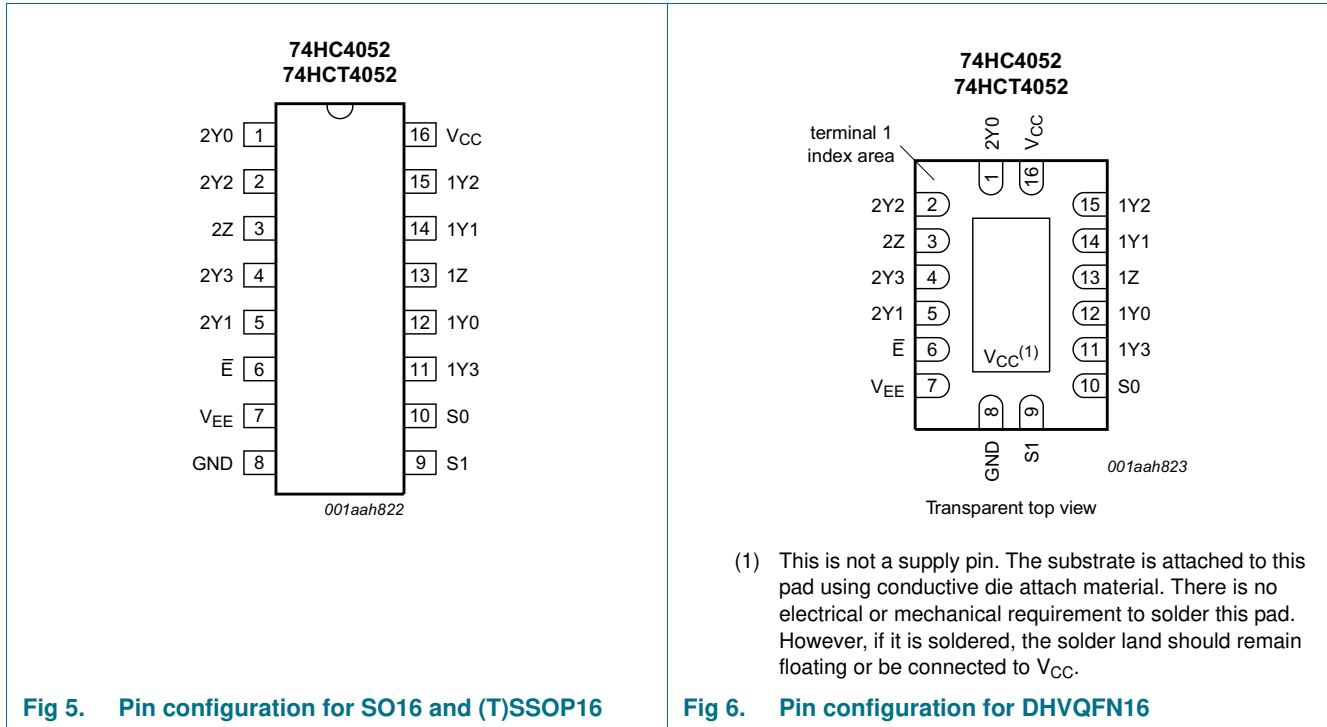 74HC4052
74HCT4052
2Y0 1
2Y2 2
2Z 3
2Y3 4
2Y1 5
E̅ 6
VEE 7
GND 8
16 VCC
15 1Y2
14 1Y1
13 1Z
12 1Y0
11 1Y3
10 S0
9 S1
001aah822
Fig 5. Pin configuration for SO16 and (T)SSOP16
74HC4052
74HCT4052
terminal 1
index area
2Y0
VCC
1
16
2Y2 2
2Z 3
2Y3 4
2Y1 5
E̅ 6
VEE 7
15 1Y2
14 1Y1
13 1Z
12 1Y0
11 1Y3
10 S0
VCC(1)
8
9
GND
S1
001aah823
Transparent top view
(1) This is not a supply pin. The substrate is attached to this
pad using conductive die attach material. There is no
electrical or mechanical requirement to solder this pad.
However, if it is soldered, the solder land should remain
floating or be connected to VCC.
Fig 6. Pin configuration for DHVQFN16